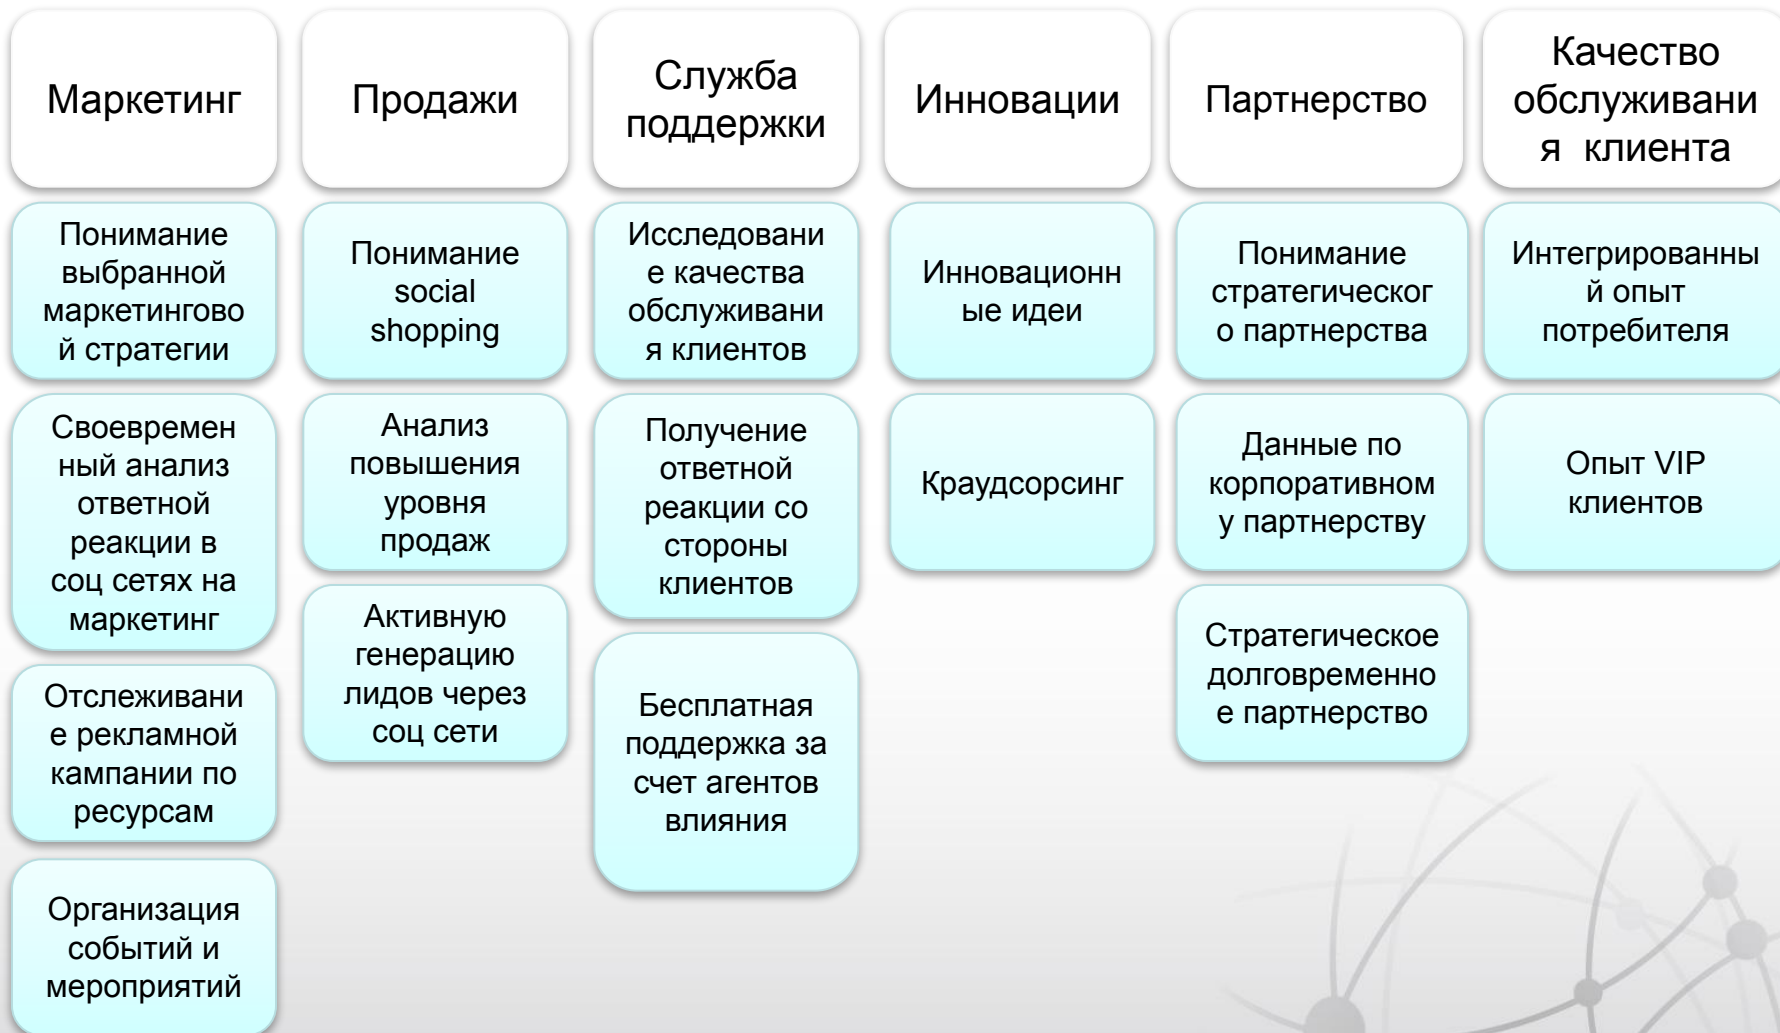 Маркетинг
Продажи
Служба
поддержки
Инновации
Партнерство
Качество
обслуживани
я клиента
Понимание
выбранной
маркетингово
й стратегии
Понимание
social
shopping
Исследовани
е качества
обслуживани
я клиентов
Инновационн
ые идеи
Понимание
стратегическог
о партнерства
Интегрированны
й опыт
потребителя
Своевремен
ный анализ
ответной
реакции в
соц сетях на
маркетинг
Анализ
повышения
уровня
продаж
Получение
ответной
реакции со
стороны
клиентов
Краудсорсинг
Данные по
корпоративном
у партнерству
Опыт VIP
клиентов
Отслеживани
е рекламной
кампании по
ресурсам
Активную
генерацию
лидов через
соц сети
Бесплатная
поддержка за
счет агентов
влияния
Стратегическое
долговременно
е партнерство
Организация
событий и
мероприятий